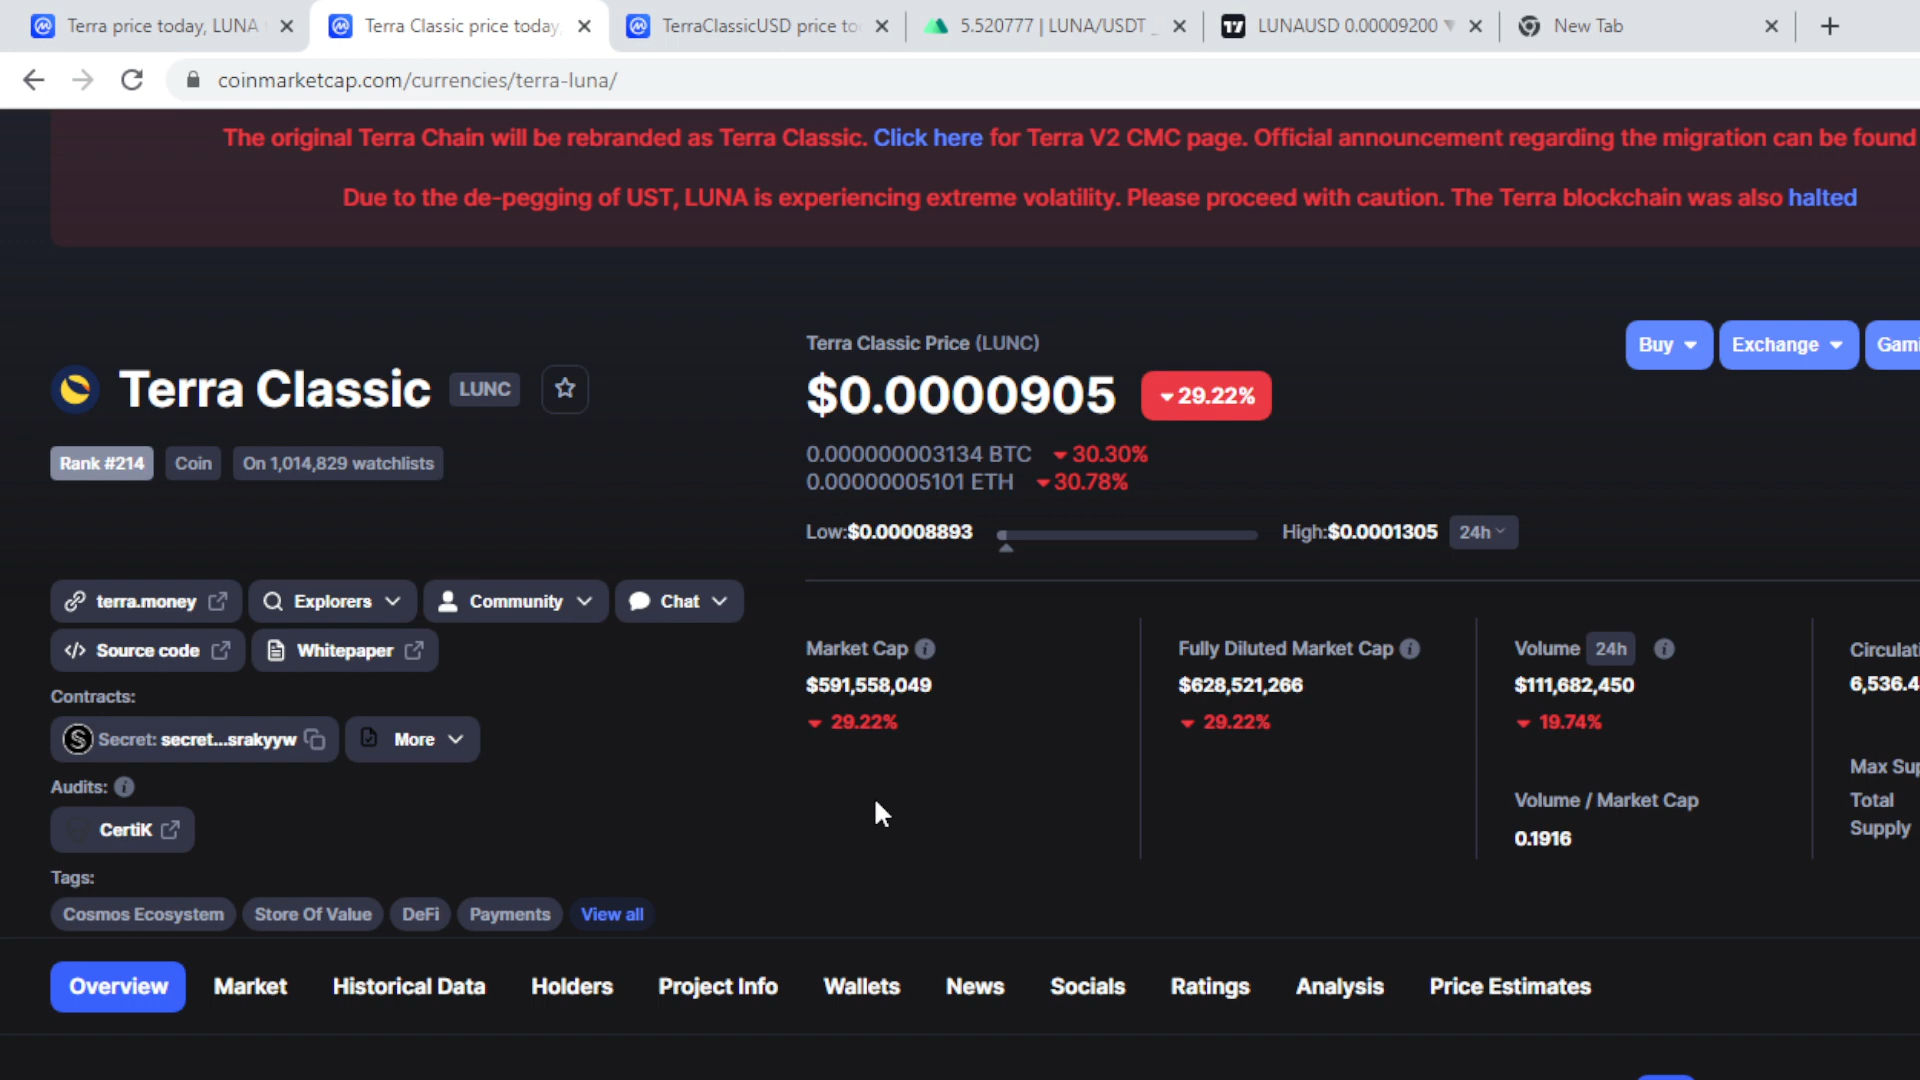 Terra price today, LUNA
Terra Classic price today,
TerraClassicUSD price to
5.520777 | LUNA/USDT _
LUNAUSD 0.00009200 ▼
New Tab
coinmarketcap.com/currencies/terra-luna/
The original Terra Chain will be rebranded as Terra Classic. Click here for Terra V2 CMC page. Official announcement regarding the migration can be found
Due to the de-pegging of UST, LUNA is experiencing extreme volatility. Please proceed with caution. The Terra blockchain was also halted
Terra Classic Price (LUNC)
Buy
Exchange
Gami
Terra Classic LUNC
$0.0000905 29.22%
Rank #214
Coin
On 1,014,829 watchlists
0.000000003134 BTC 30.30%
0.00000005101 ETH 30.78%
Low:$0.00008893
High:$0.0001305
24h
terra.money
Explorers
Community
Chat
Source code
Whitepaper
Market Cap
$591,558,049
29.22%
Fully Diluted Market Cap
$628,521,266
29.22%
Volume 24h
$111,682,450
19.74%
Volume / Market Cap
0.1916
Circulati
6,536.4
Max Sup
Total
Supply
Contracts:
Secret: secret...srakyyw
More
Audits:
CertiK
Tags:
Cosmos Ecosystem
Store Of Value
DeFi
Payments
View all
Overview
Market
Historical Data
Holders
Project Info
Wallets
News
Socials
Ratings
Analysis
Price Estimates